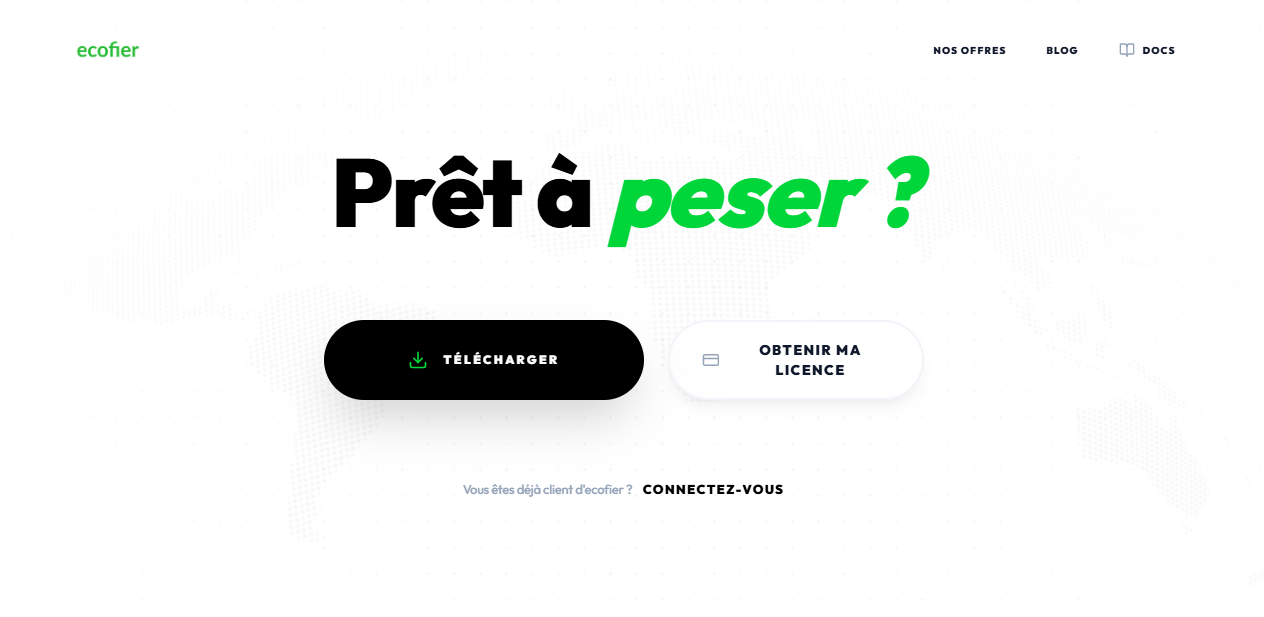 ecofier
NOS OFFRES
BLOG
DOCS
Prêt à peser ?
TÉLÉCHARGER
OBTENIR MA
LICENCE
Vous êtes déjà client d'ecofier ? CONNECTEZ-VOUS